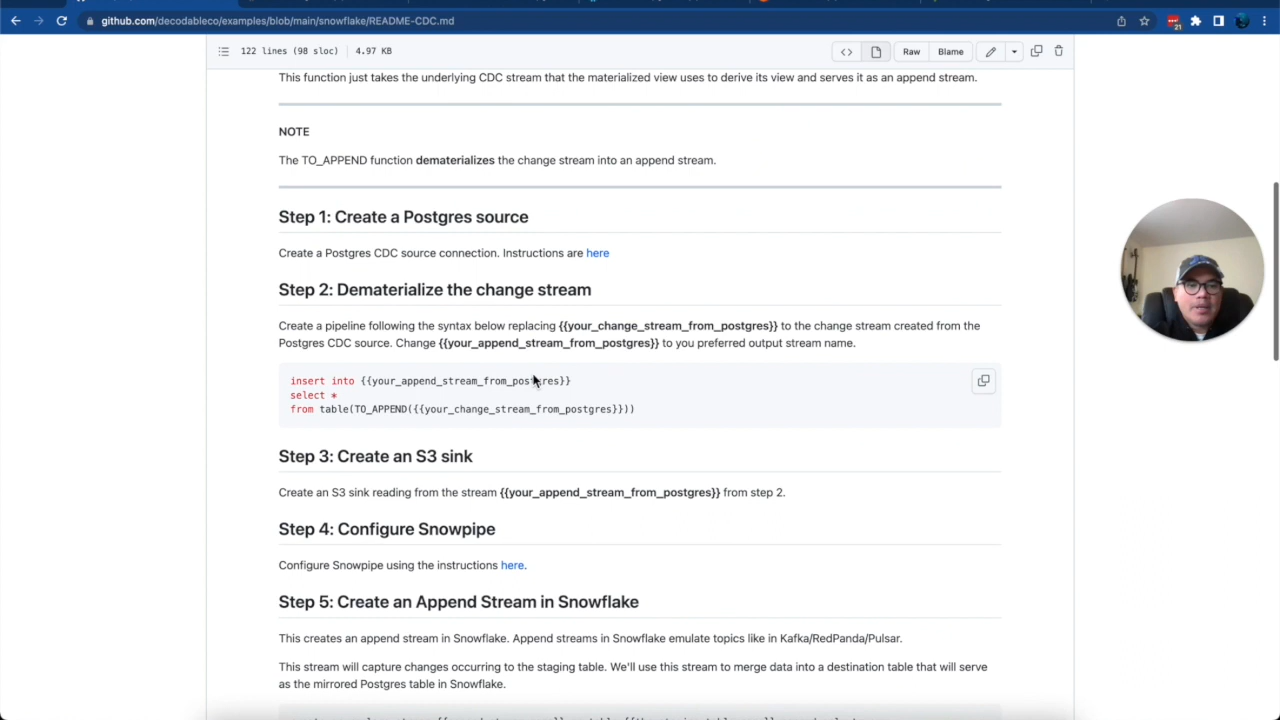 github.com/decodableco/examples/blob/main/snowflake/README-CDC.md
21
122 lines (98 sloc) | 4.97 KB
Raw
Blame
This function just takes the underlying CDC stream that the materialized view uses to derive its view and serves it as an append stream.
NOTE
The TO_APPEND function dematerializes the change stream into an append stream.
Step 1: Create a Postgres source
Create a Postgres CDC source connection. Instructions are here
Step 2: Dematerialize the change stream
Create a pipeline following the syntax below replacing {{your_change_stream_from_postgres}} to the change stream created from the
Postgres CDC source. Change {{your_append_stream_from_postgres}} to you preferred output stream name.
insert into {{your_append_stream_from_postgres}}
select *
from table(TO_APPEND({{your_change_stream_from_postgres}}))
Step 3: Create an S3 sink
Create an S3 sink reading from the stream {{your_append_stream_from_postgres}} from step 2.
Step 4: Configure Snowpipe
Configure Snowpipe using the instructions here.
Step 5: Create an Append Stream in Snowflake
This creates an append stream in Snowflake. Append streams in Snowflake emulate topics like in Kafka/RedPanda/Pulsar.
This stream will capture changes occurring to the staging table. We'll use this stream to merge data into a destination table that will serve
as the mirrored Postgres table in Snowflake.